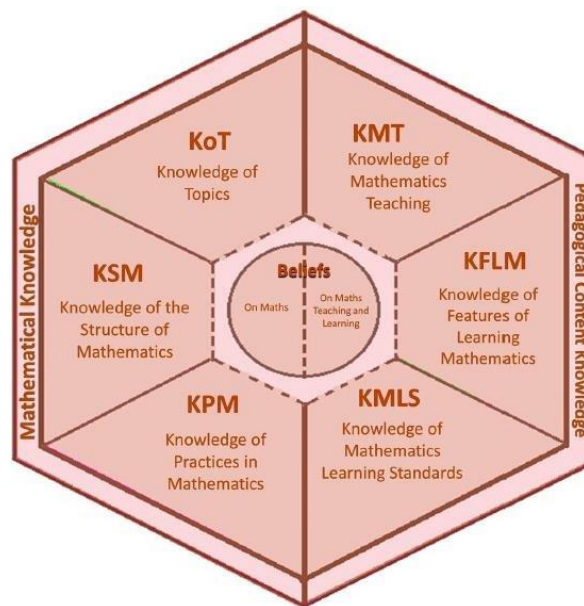 KoT
Knowledge of
Topics
KMT
Knowledge of
Mathematics
Teaching
Mathematical Knowledge
KSM
Knowledge of the
Structure of
Mathematics
Beliefs
On Maths
On Maths
Teaching and
Learning
KFLM
Knowledge of
Features of
Learning
Mathematics
Pedagogical Content Knowledge
KPM
Knowledge of
Practices in
Mathematics
KMLS
Knowledge of
Mathematics
Learning Standards